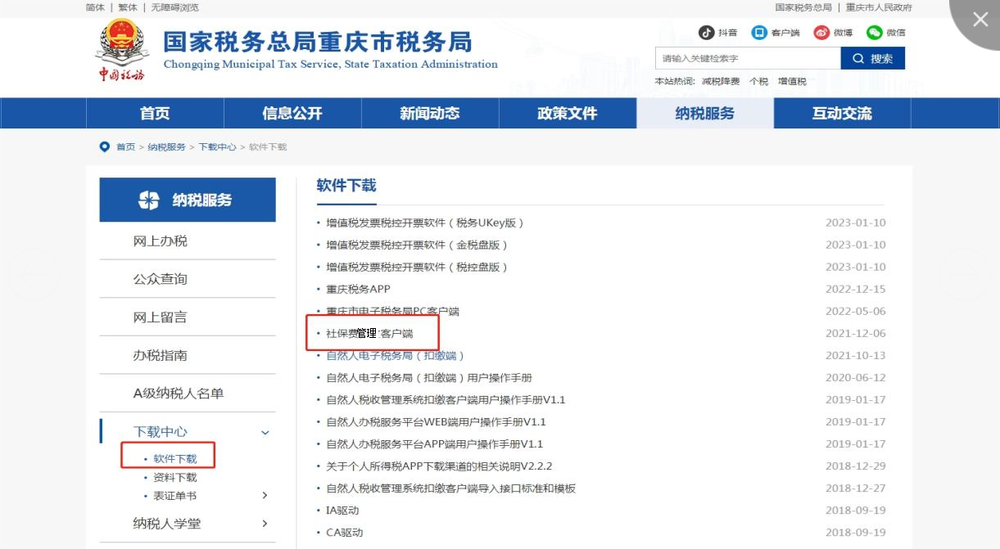 简体 | 繁体 | 无障碍浏览
国家税务总局 | 重庆市人民政府
中国税务
国家税务总局重庆市税务局
Chongqing Municipal Tax Service, State Taxation Administration
抖音 客户端 微博 微信
请输入关键检索字 搜索
本站热词: 减税降费 个税 增值税
首页 信息公开 新闻动态 政策文件 纳税服务 互动交流
首页 > 纳税服务 > 下载中心 > 软件下载
纳税服务
网上办税
公众查询
网上留言
办税指南
A级纳税人名单
下载中心
• 软件下载
• 资料下载
• 表证单书
纳税人学堂
软件下载
• 增值税发票税控开票软件（税务UKey版） 2023-01-10
• 增值税发票税控开票软件（金税盘版） 2023-01-10
• 增值税发票税控开票软件（税控盘版） 2023-01-10
• 重庆税务APP 2022-12-15
• 重庆市电子税务局PC客户端 2022-05-06
• 社保费管理客户端 2021-12-06
• 自然人电子税务局（扣缴端） 2021-10-13
• 自然人电子税务局（扣缴端）用户操作手册 2020-06-12
• 自然人税收管理系统扣缴客户端用户操作手册V1.1 2019-01-17
• 自然人办税服务平台WEB端用户操作手册V1.1 2019-01-17
• 自然人办税服务平台APP端用户操作手册V1.1 2019-01-17
• 关于个人所得税APP下载渠道的相关说明V2.2.2 2018-12-29
• 自然人税收管理系统扣缴客户端导入接口标准和模板 2018-12-27
• IA驱动 2018-09-19
• CA驱动 2018-09-19